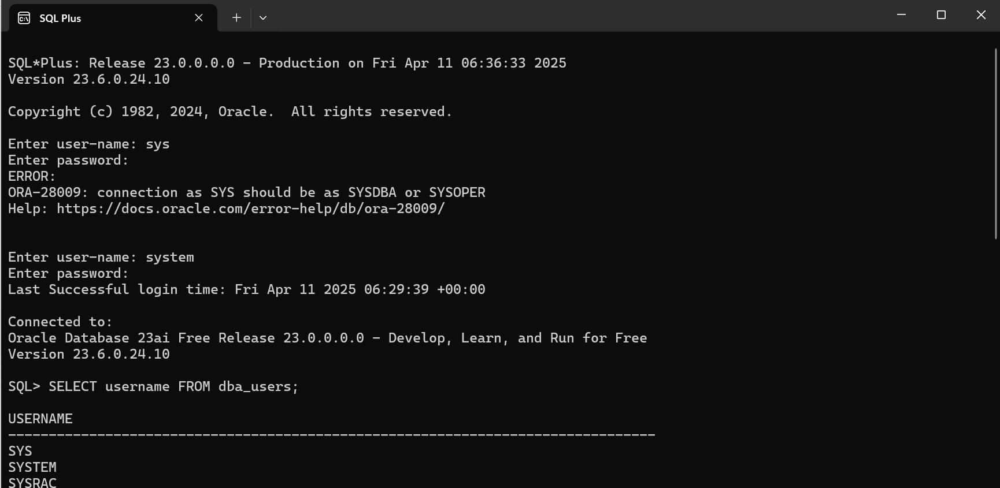 SQL Plus
SQL*Plus: Release 23.0.0.0.0 - Production on Fri Apr 11 06:36:33 2025
Version 23.6.0.24.10
Copyright (c) 1982, 2024, Oracle.  All rights reserved.
Enter user-name: sys
Enter password:
ERROR:
ORA-28009: connection as SYS should be as SYSDBA or SYSOPER
Help: https://docs.oracle.com/error-help/db/ora-28009/
Enter user-name: system
Enter password:
Last Successful login time: Fri Apr 11 2025 06:29:39 +00:00
Connected to:
Oracle Database 23ai Free Release 23.0.0.0.0 - Develop, Learn, and Run for Free
Version 23.6.0.24.10
SQL> SELECT username FROM dba_users;
USERNAME
--------------------------------------------------------------------------------
SYS
SYSTEM
SYSRAC